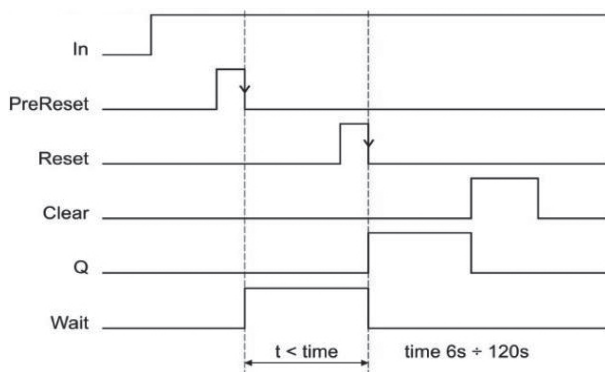 In
PreReset
Reset
Clear
Q
Wait
t < time
time 6s ÷ 120s